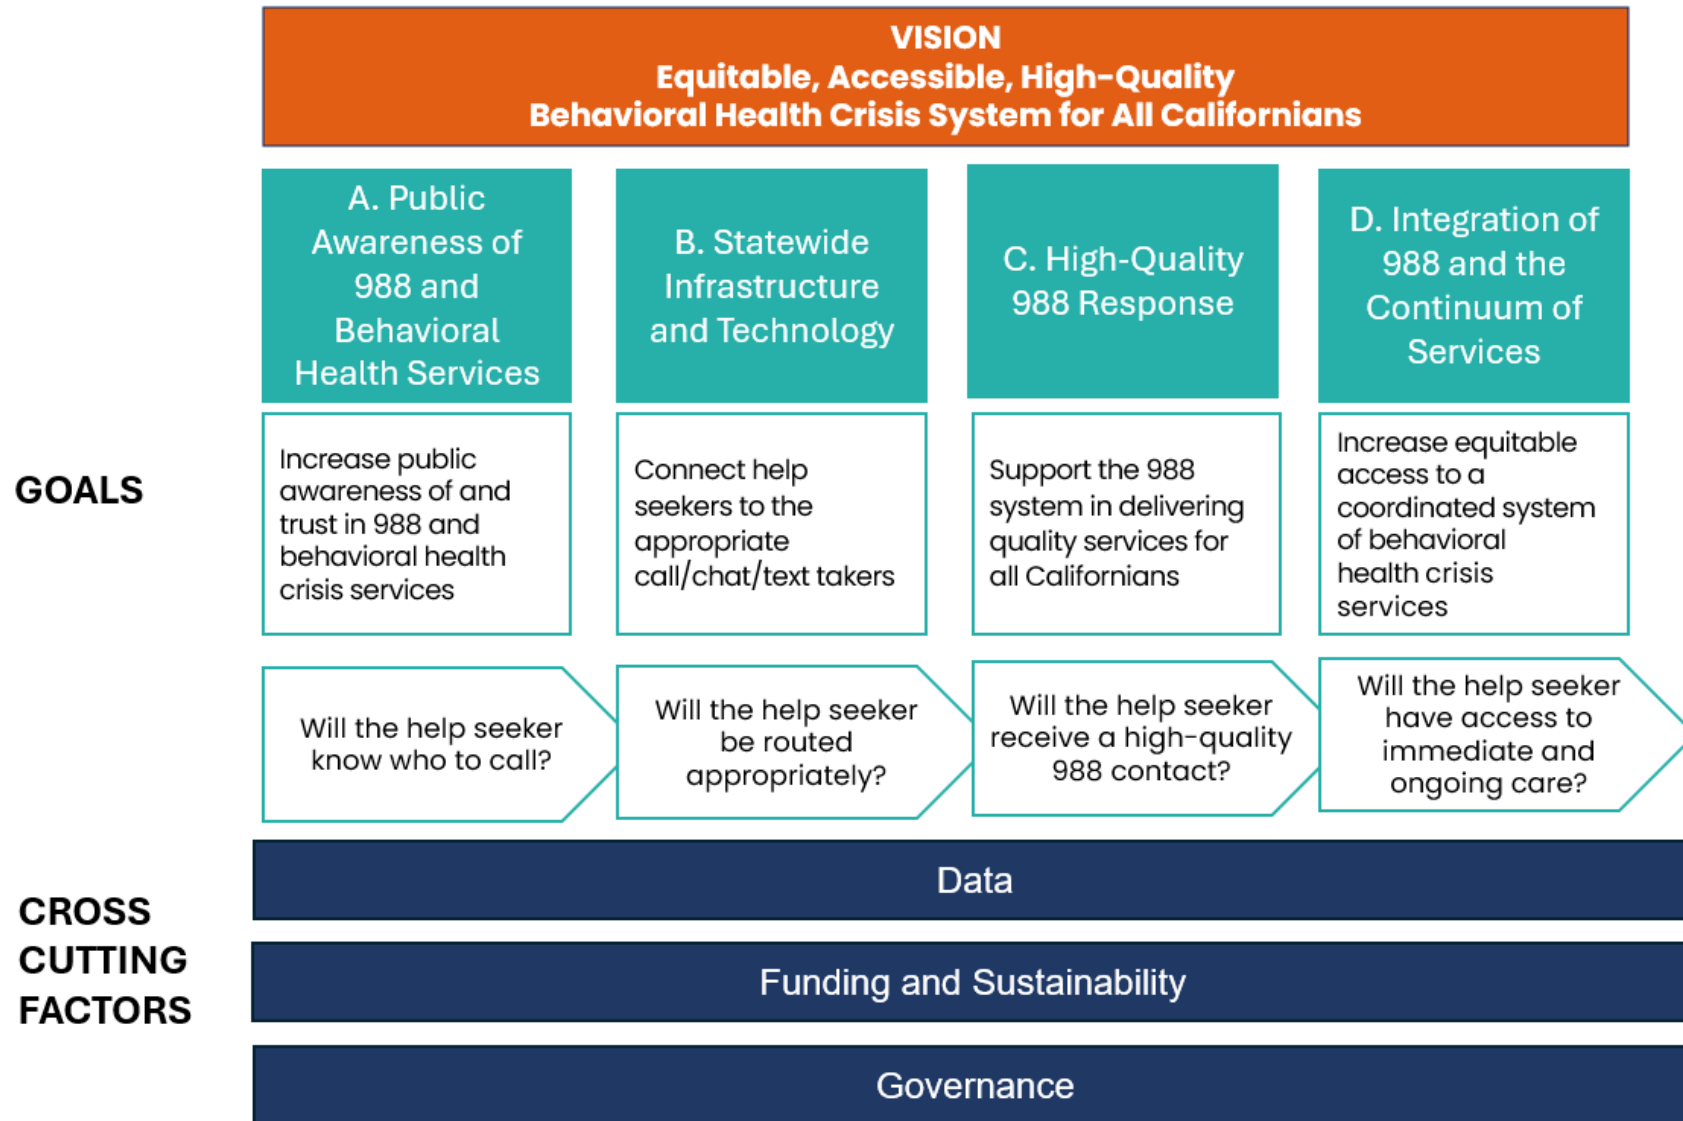 VISION
Equitable, Accessible, High-Quality
Behavioral Health Crisis System for All Californians
A. Public
Awareness of
988 and
Behavioral
Health Services
B. Statewide
Infrastructure
and Technology
C. High-Quality
988 Response
D. Integration of
988 and the
Continuum of
Services
GOALS
Increase public
awareness of and
trust in 988 and
behavioral health
crisis services
Connect help
seekers to the
appropriate
call/chat/text takers
Support the 988
system in delivering
quality services for
all Californians
Increase equitable
access to a
coordinated system
of behavioral
health crisis
services
Will the help seeker
know who to call?
Will the help seeker
be routed
appropriately?
Will the help seeker
receive a high-quality
988 contact?
Will the help seeker
have access to
immediate and
ongoing care?
CROSS
CUTTING
FACTORS
Data
Funding and Sustainability
Governance